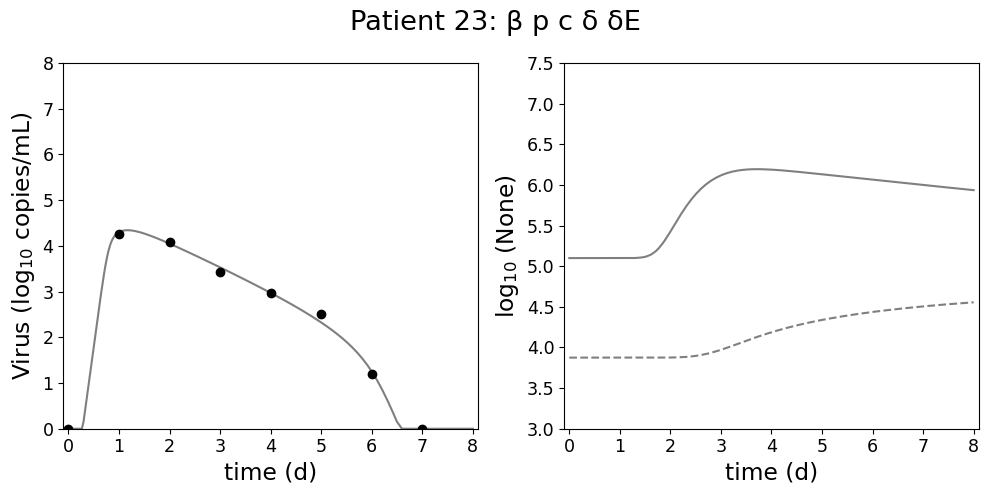 Patient 23: β p c δ δE
Virus (log₁₀ copies/mL)
8
7
6
5
4
3
2
1
0
0 1 2 3 4 5 6 7 8
time (d)
log₁₀ (None)
7.5
7.0
6.5
6.0
5.5
5.0
4.5
4.0
3.5
3.0
0 1 2 3 4 5 6 7 8
time (d)